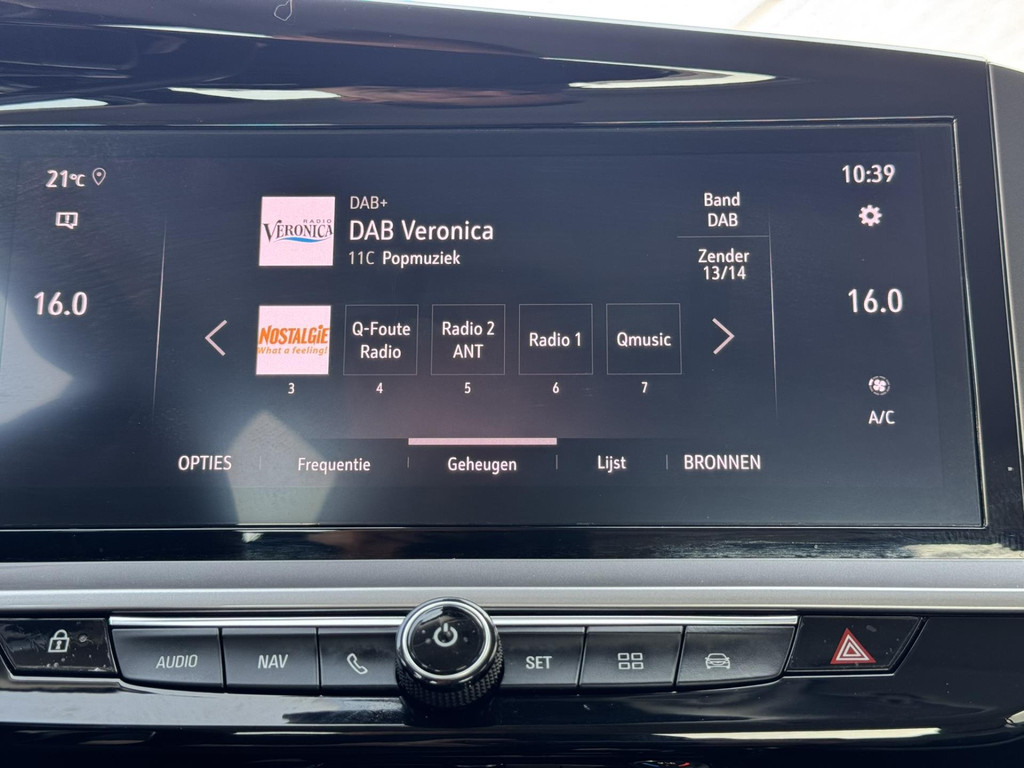 21°C
16.0
RADIO
VERONICA
DAB+
DAB Veronica
11C Popmuziek
Band
DAB
Zender
13/14
10:39
16.0
A/C
NOSTALGIE
What a feeling!
Q-Foute
Radio
Radio 2
ANT
Radio 1
Qmusic
3
4
5
6
7
OPTIES
Frequentie
Geheugen
Lijst
BRONNEN
AUDIO
NAV
SET